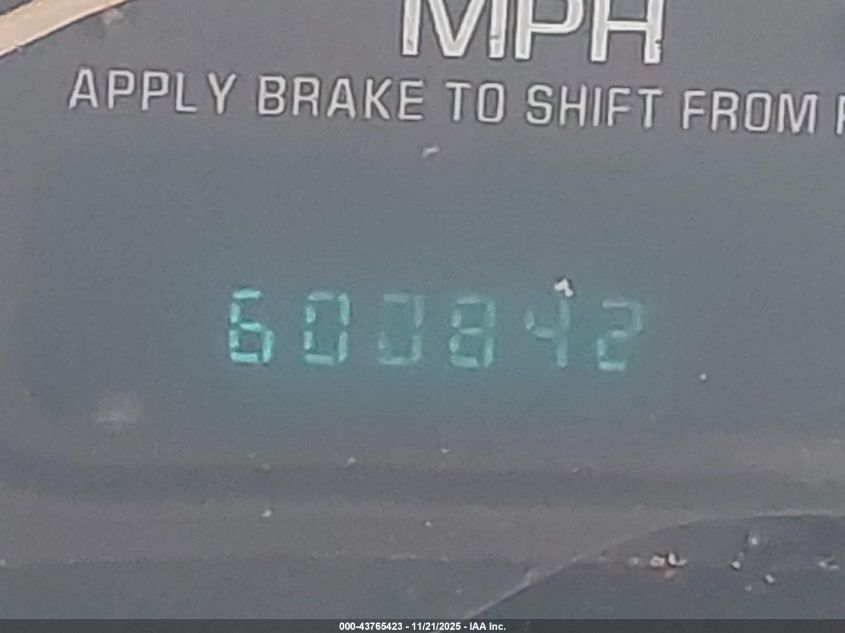 MPH
APPLY BRAKE TO SHIFT FROM
600842
000-43765423 - 11/21/2025 - IAA Inc.